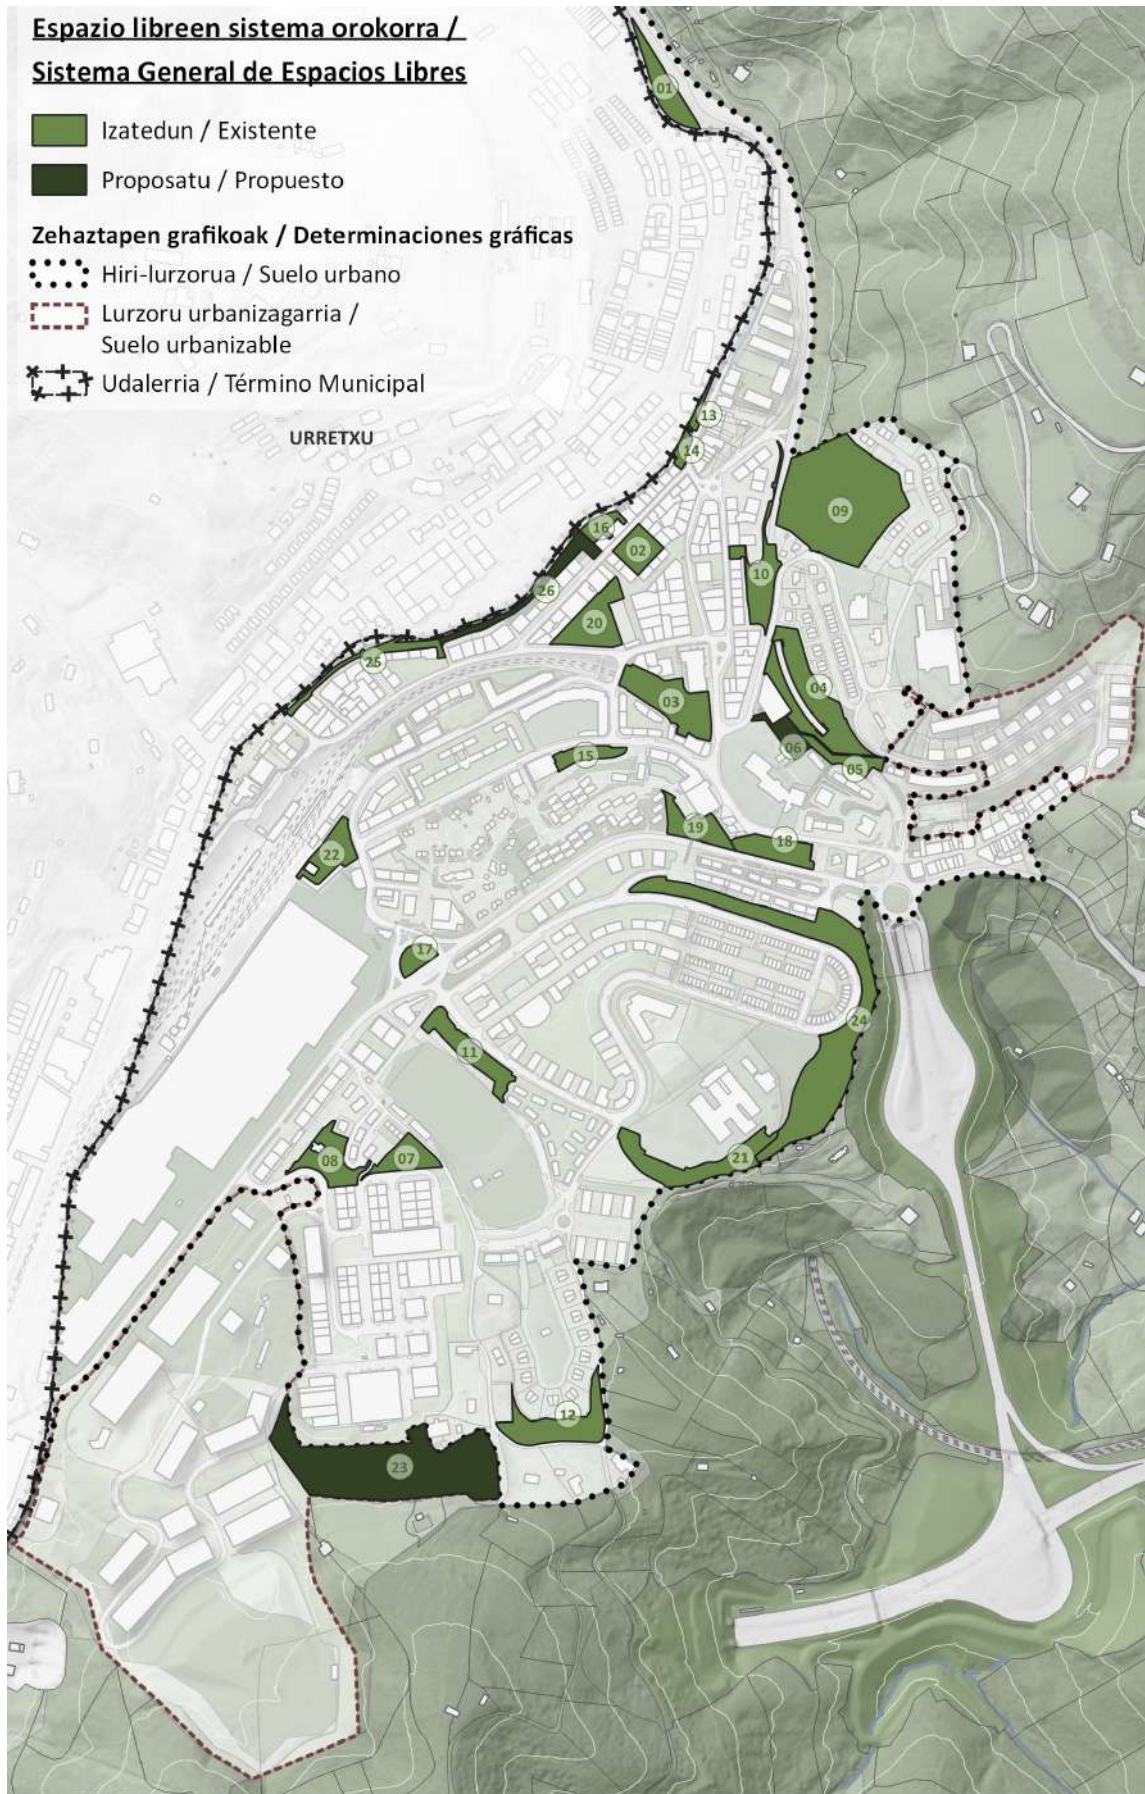 Espazio libreen sistema orokorra /
Sistema General de Espacios Libres
Izatedun / Existente
Proposatu / Propuesto
Zehaztapen grafikoak / Determinaciones gráficas
Hiri-lurzorua / Suelo urbano
Lurzoru urbanizagarria /
Suelo urbanizable
Udalerria / Término Municipal
URRETXU
01
13
14
09
16
02
10
26
20
25
04
03
06
15
05
19
18
22
17
24
11
21
08
07
12
23